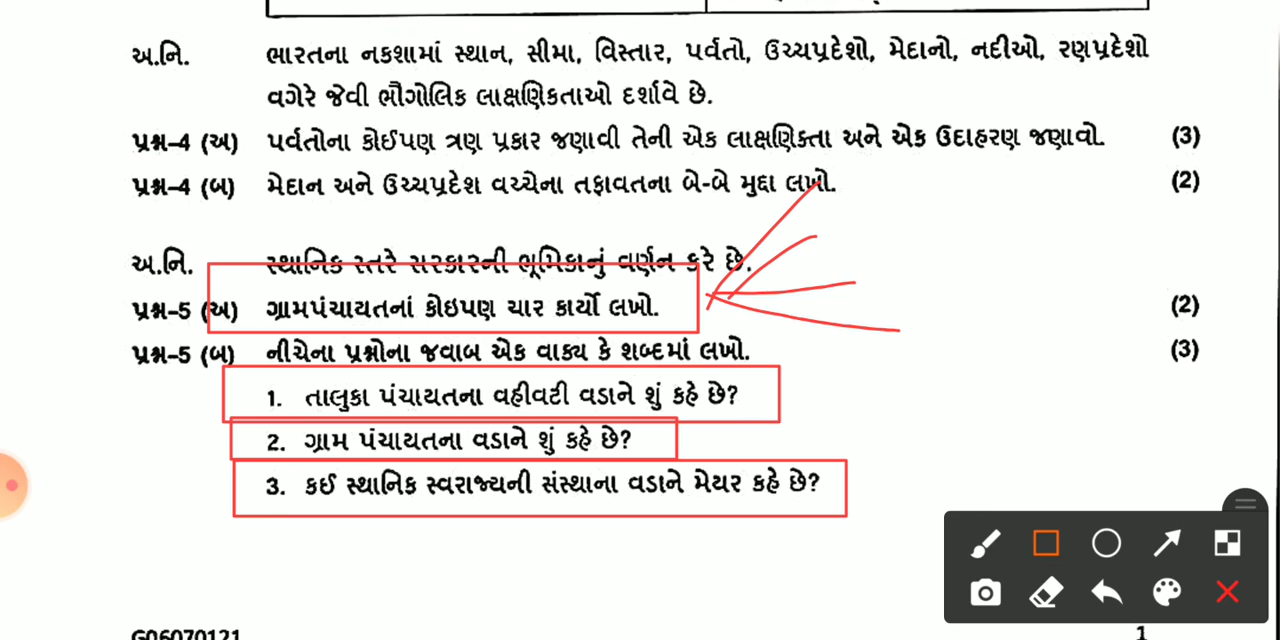 અ.નિ. ભારતના નકશામાં સ્થાન, સીમા, વિસ્તાર, પર્વતો, ઉચ્ચપ્રદેશો, મેદાનો, નદીઓ, રણપ્રદેશો
વગેરે જેવી ભૌગોલિક લાક્ષણિકતાઓ દર્શાવે છે.
પ્રશ્ન-4 (અ) પર્વતોના કોઈપણ ત્રણ પ્રકાર જણાવી તેની એક લાક્ષણિક્તા અને એક ઉદાહરણ જણાવો. (3)
પ્રશ્ન-4 (બ) મેદાન અને ઉચ્ચપ્રદેશ વચ્ચેના તફાવતના બે-બે મુદ્દા લખો. (2)
અ.નિ. સ્થાનિક સ્તરે સરકારની ભૂમિકાનું વર્ણન કરે છે.
પ્રશ્ન-5 (અ) ગ્રામપંચાયતનાં કોઇપણ ચાર કાર્યો લખો. (2)
પ્રશ્ન-5 (બ) નીચેના પ્રશ્નોના જવાબ એક વાક્ય કે શબ્દમાં લખો. (3)
1. તાલુકા પંચાયતના વહીવટી વડાને શું કહે છે?
2. ગ્રામ પંચાયતના વડાને શું કહે છે?
3. કઈ સ્થાનિક સ્વરાજ્યની સંસ્થાના વડાને મેયર કહે છે?
G06070121 1